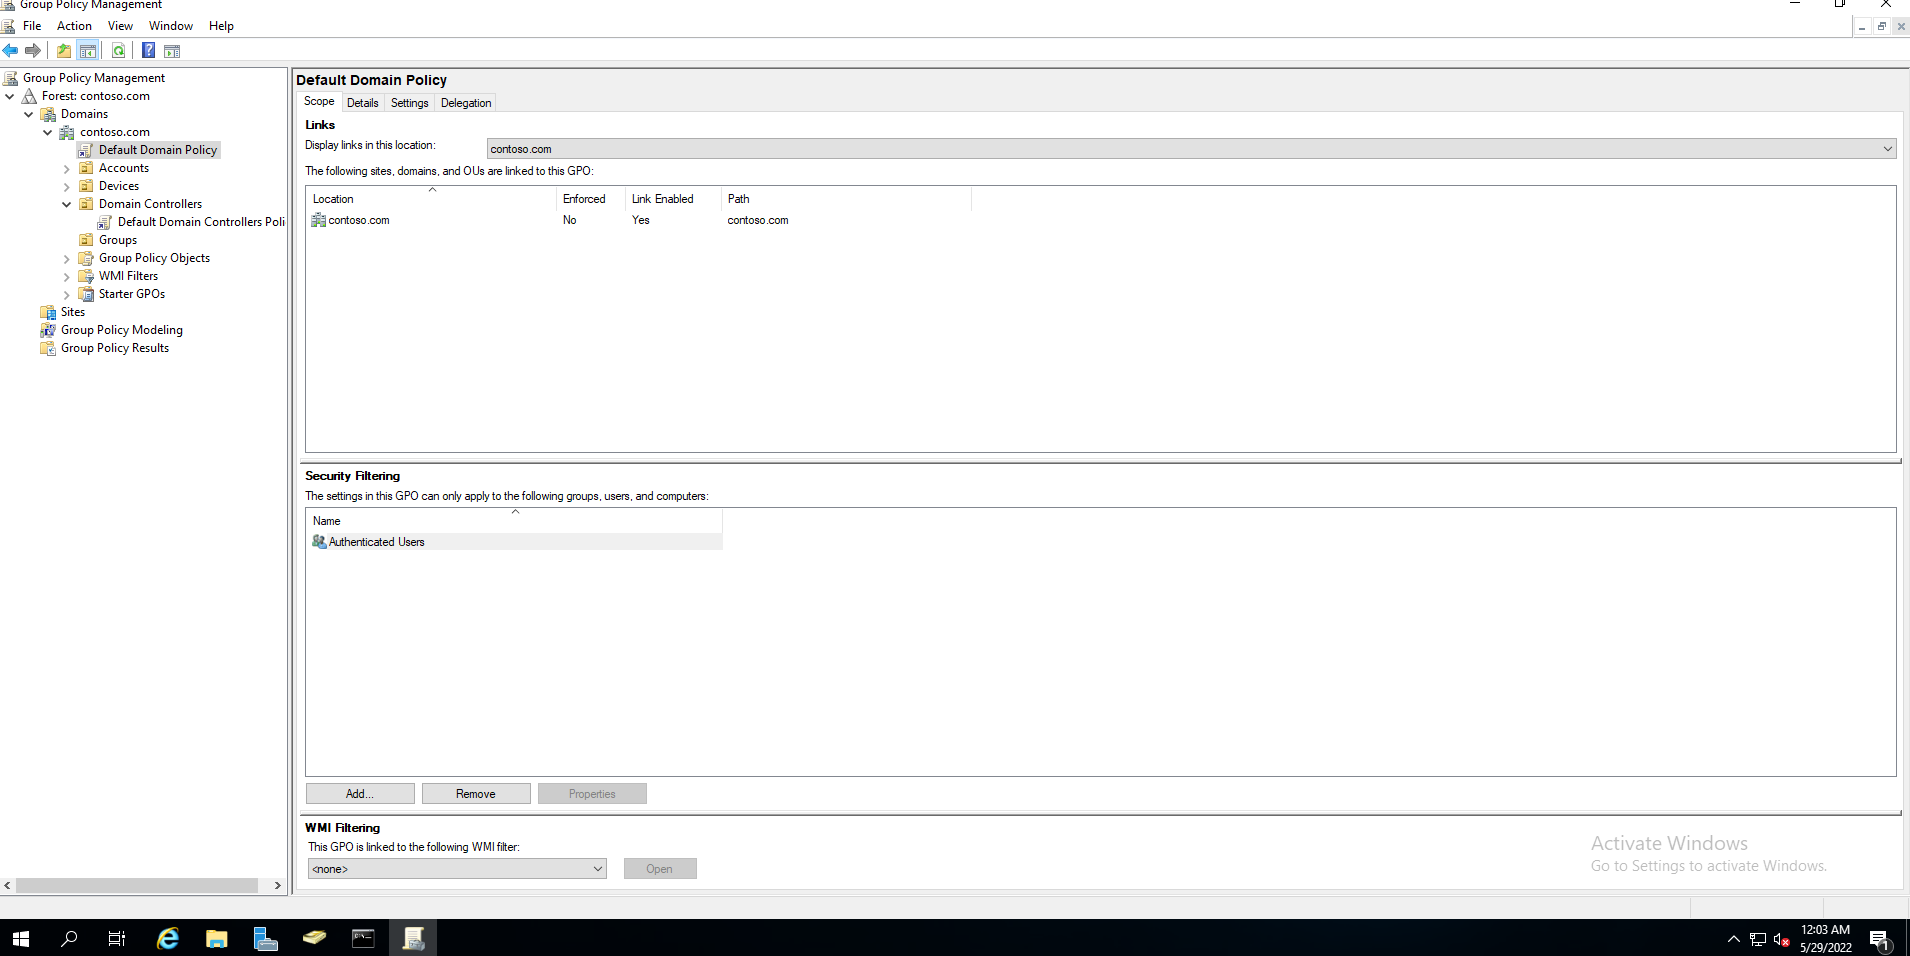 Group Policy Management
File Action View Window Help
Group Policy Management
Forest: contoso.com
Domains
contoso.com
Default Domain Policy
Accounts
Devices
Domain Controllers
Default Domain Controllers Poli
Groups
Group Policy Objects
WMI Filters
Starter GPOs
Sites
Group Policy Modeling
Group Policy Results
Default Domain Policy
Scope Details Settings Delegation
Links
Display links in this location: contoso.com
The following sites, domains, and OUs are linked to this GPO:
Location Enforced Link Enabled Path
contoso.com No Yes contoso.com
Security Filtering
The settings in this GPO can only apply to the following groups, users, and computers:
Name
Authenticated Users
Add... Remove Properties
WMI Filtering
This GPO is linked to the following WMI filter:
<none> Open
Activate Windows
Go to Settings to activate Windows.
12:03 AM
5/29/2022
1